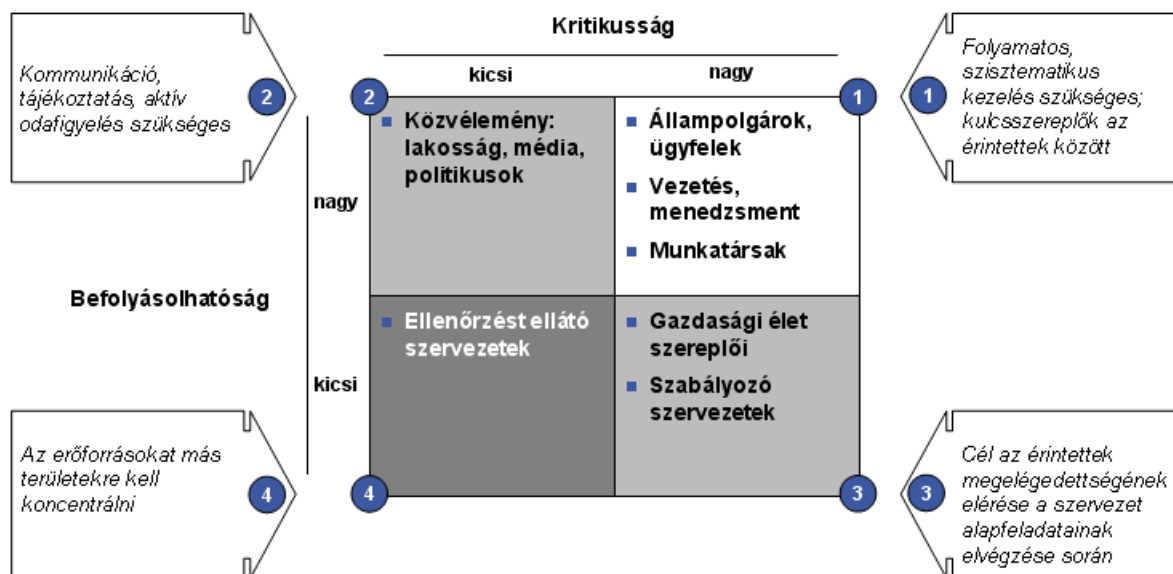 Kritikusság
kicsi
nagy
Kommunikáció,
tájékoztatás, aktív
odafigyelés szükséges
2
2
Közvélemény:
lakosság, média,
politikusok
Állampolgárok,
ügyfelek
Vezetés,
menedzsment
Munkatársak
1
1
Folyamatos,
szisztematikus
kezelés szükséges;
kulcsszereplők az
érintettek között
nagy
Befolyásolhatóság
kicsi
Ellenőrzést ellátó
szervezetek
Gazdasági élet
szereplői
Szabályozó
szervezetek
Az erőforrásokat más
területekre kell
koncentrálni
4
4
3
3
Cél az érintettek
megelégedettségének
elérése a szervezet
alapfeladatainak
elvégzése során